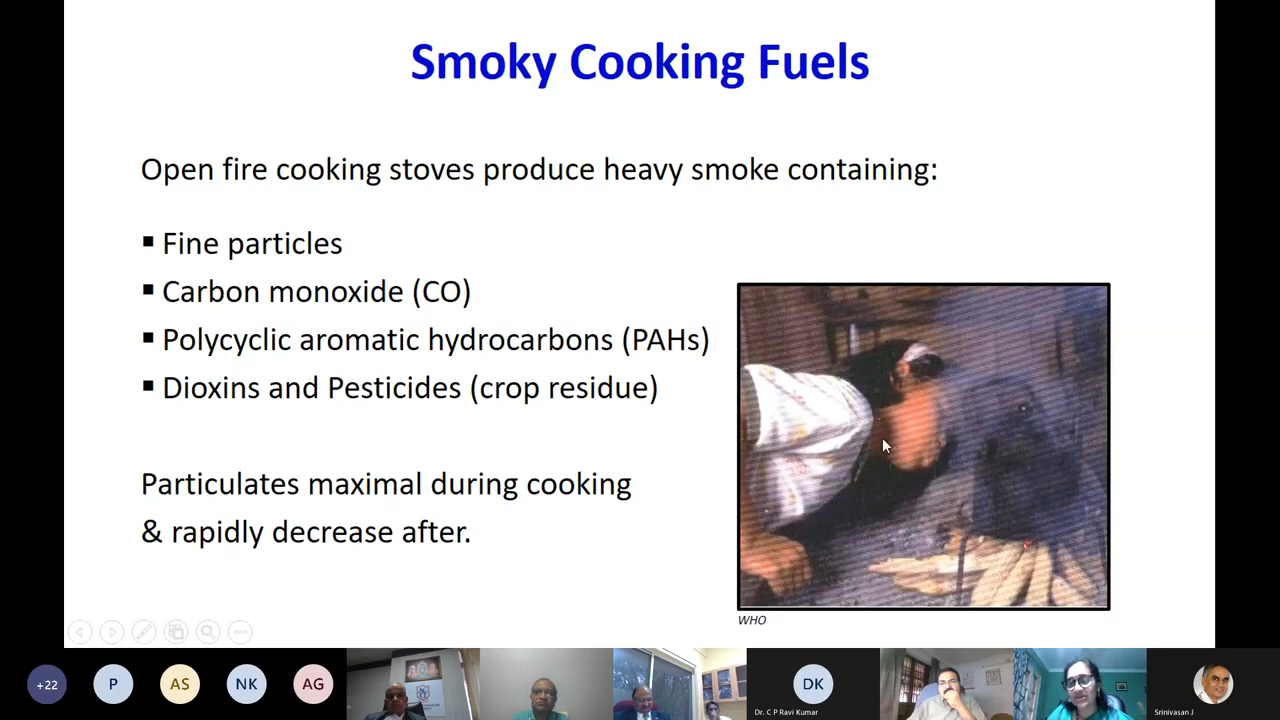 Smoky Cooking Fuels
Open fire cooking stoves produce heavy smoke containing:
▪ Fine particles
▪ Carbon monoxide (CO)
▪ Polycyclic aromatic hydrocarbons (PAHs)
▪ Dioxins and Pesticides (crop residue)
Particulates maximal during cooking
& rapidly decrease after.
WHO
+22
P
AS
NK
AG
DK
Dr. C P Ravi Kumar
Srinivasan J